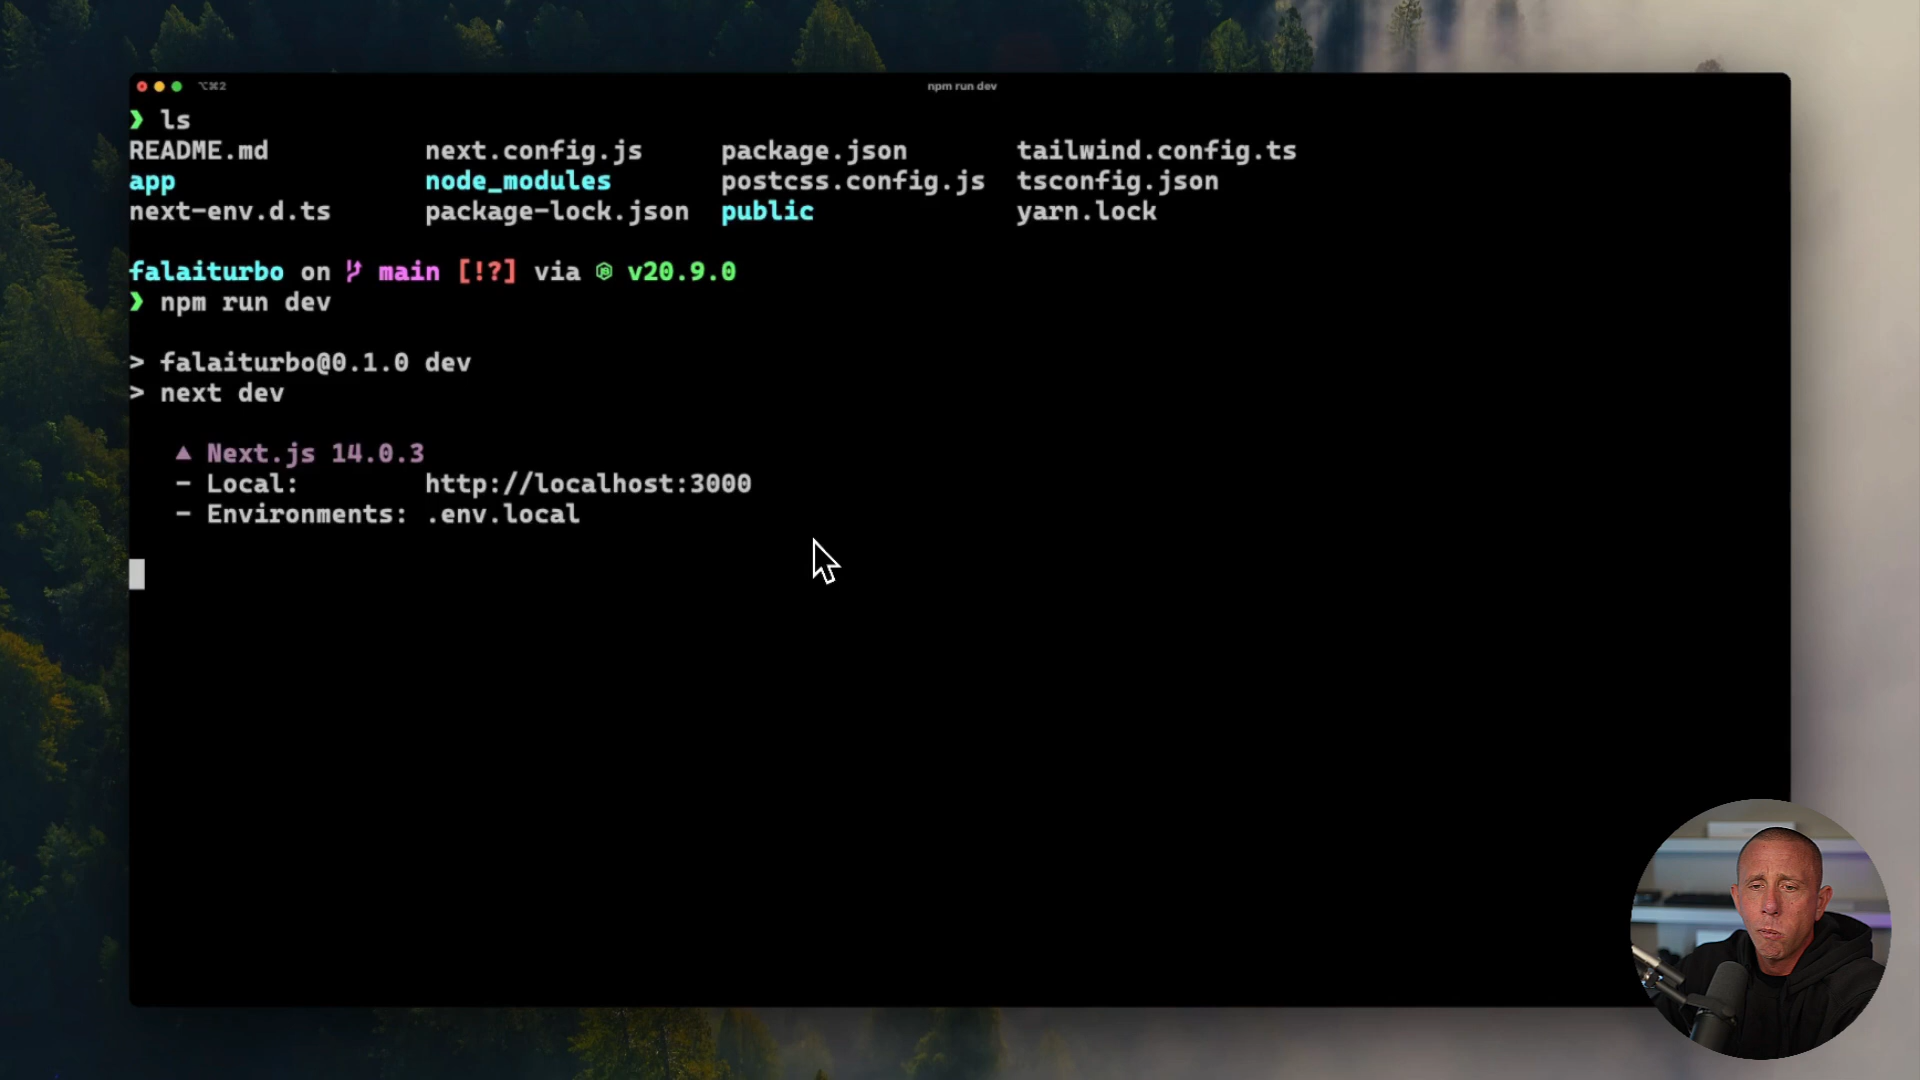 ⌥⌘2
npm run dev
❯ ls
README.md next.config.js package.json tailwind.config.ts
app node_modules postcss.config.js tsconfig.json
next-env.d.ts package-lock.json public yarn.lock
falaiturbo on main [!?] via v20.9.0
❯ npm run dev
> falaiturbo@0.1.0 dev
> next dev
▲ Next.js 14.0.3
- Local: http://localhost:3000
- Environments: .env.local